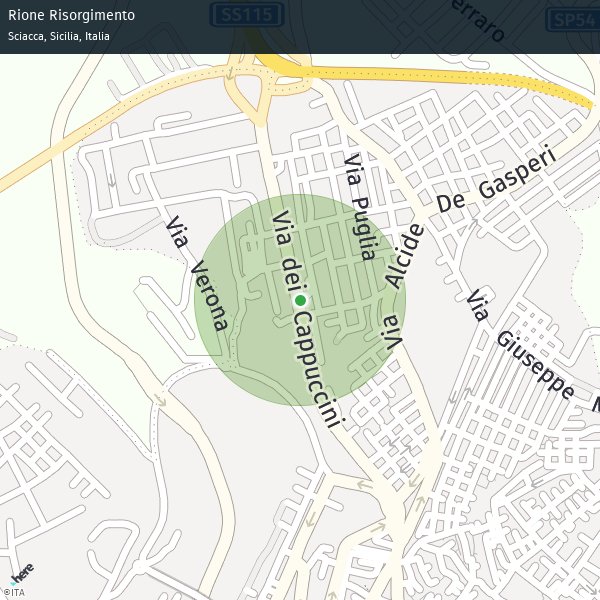 Rione Risorgimento
Sciacca, Sicilia, Italia
SS115
SP54
Via Puglia
Via Alcide De Gasperi
Via Verona
Via dei Cappuccini
Via Giuseppe
here
©ITA